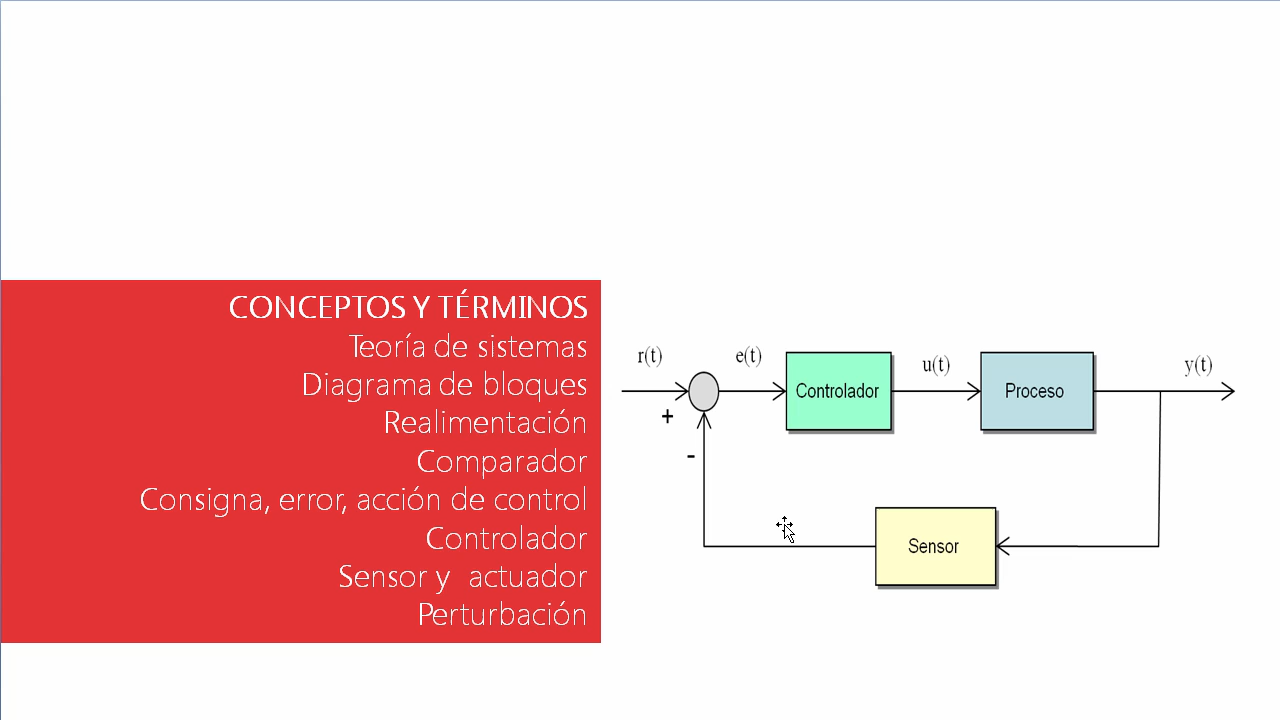 CONCEPTOS Y TÉRMINOS
Teoría de sistemas
Diagrama de bloques
Realimentación
Comparador
Consigna, error, acción de control
Controlador
Sensor y  actuador
Perturbación
r(t)
e(t)
u(t)
y(t)
Controlador
Proceso
+
-
Sensor